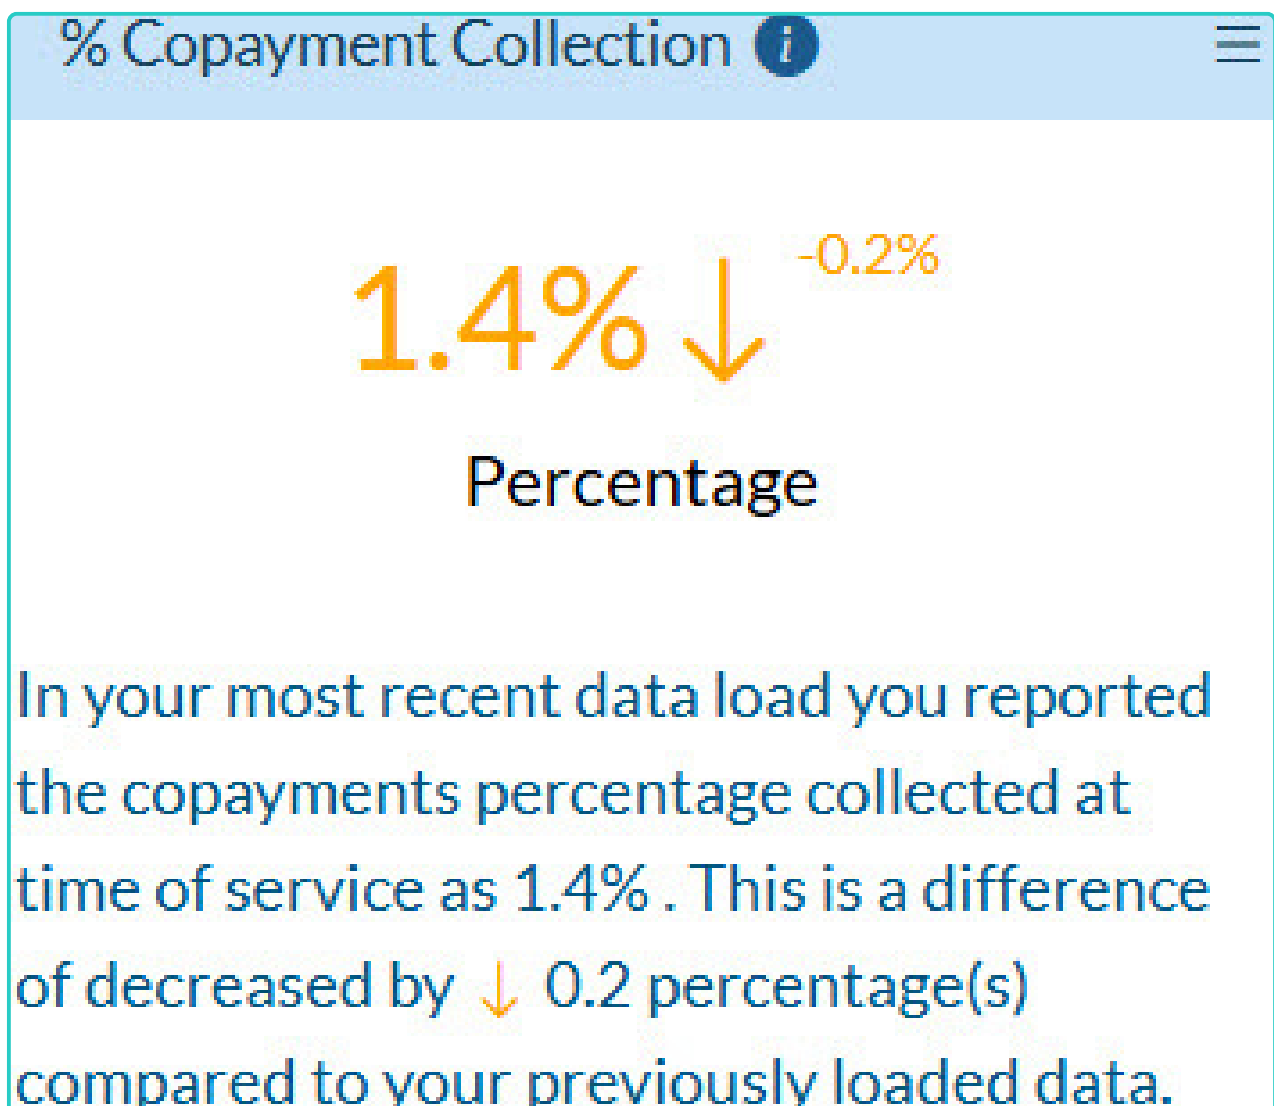 % Copayment Collection i
1.4% ↓ -0.2%
Percentage
In your most recent data load you reported
the copayments percentage collected at
time of service as 1.4% . This is a difference
of decreased by ↓ 0.2 percentage(s)
compared to your previously loaded data.